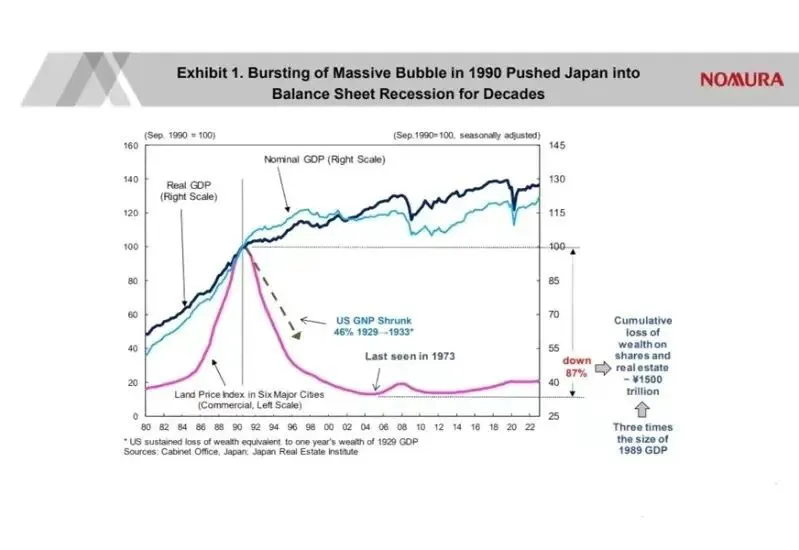 Exhibit 1. Bursting of Massive Bubble in 1990 Pushed Japan into
Balance Sheet Recession for Decades
NOMURA
(Sep. 1990 = 100)
(Sep.1990=100, seasonally adjusted)
160
140
120
100
80
60
40
20
0
145
130
115
100
85
70
55
40
25
Nominal GDP (Right Scale)
Real GDP
(Right Scale)
US GNP Shrunk
46% 1929→1933*
Last seen in 1973
Land Price Index in Six Major Cities
(Commercial, Left Scale)
down
87%
Cumulative
loss of
wealth on
shares and
real estate
~ ¥1500
trillion
Three times
the size of
1989 GDP
80 82 84 86 88 90 92 94 96 98 00 02 04 06 08 10 12 14 16 18 20 22
* US sustained loss of wealth equivalent to one year's wealth of 1929 GDP
Sources: Cabinet Office, Japan; Japan Real Estate Institute